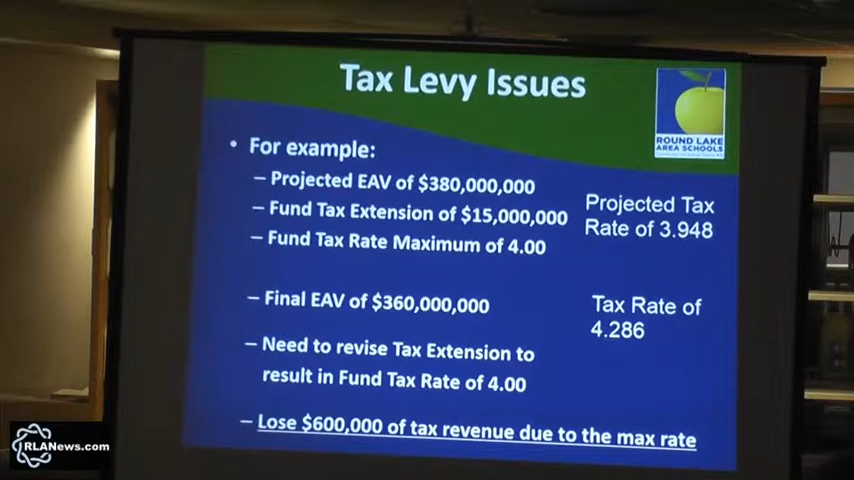 Tax Levy Issues
ROUND LAKE
AREA SCHOOLS
• For example:
– Projected EAV of $380,000,000
– Fund Tax Extension of $15,000,000
– Fund Tax Rate Maximum of 4.00
Projected Tax
Rate of 3.948
– Final EAV of $360,000,000
Tax Rate of
4.286
– Need to revise Tax Extension to
result in Fund Tax Rate of 4.00
– Lose $600,000 of tax revenue due to the max rate
RLANews.com